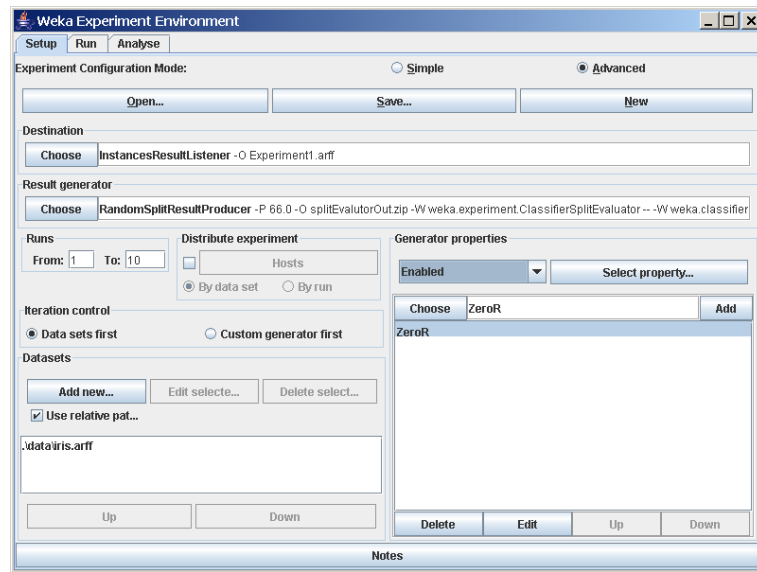 Weka Experiment Environment
Setup Run Analyse
Experiment Configuration Mode: Simple Advanced
Open... Save... New
Destination
Choose InstancesResultListener -O Experiment1.arff
Result generator
Choose RandomSplitResultProducer -P 66.0 -O splitEvalutorOut.zip -W weka.experiment.ClassifierSplitEvaluator -- -W weka.classifier
Runs
From: 1 To: 10
Distribute experiment
Hosts
By data set By run
Generator properties
Enabled Select property...
Iteration control
Data sets first Custom generator first
Choose ZeroR Add
ZeroR
Datasets
Add new... Edit selecte... Delete select...
Use relative pat...
.\data\iris.arff
Up Down
Delete Edit Up Down
Notes